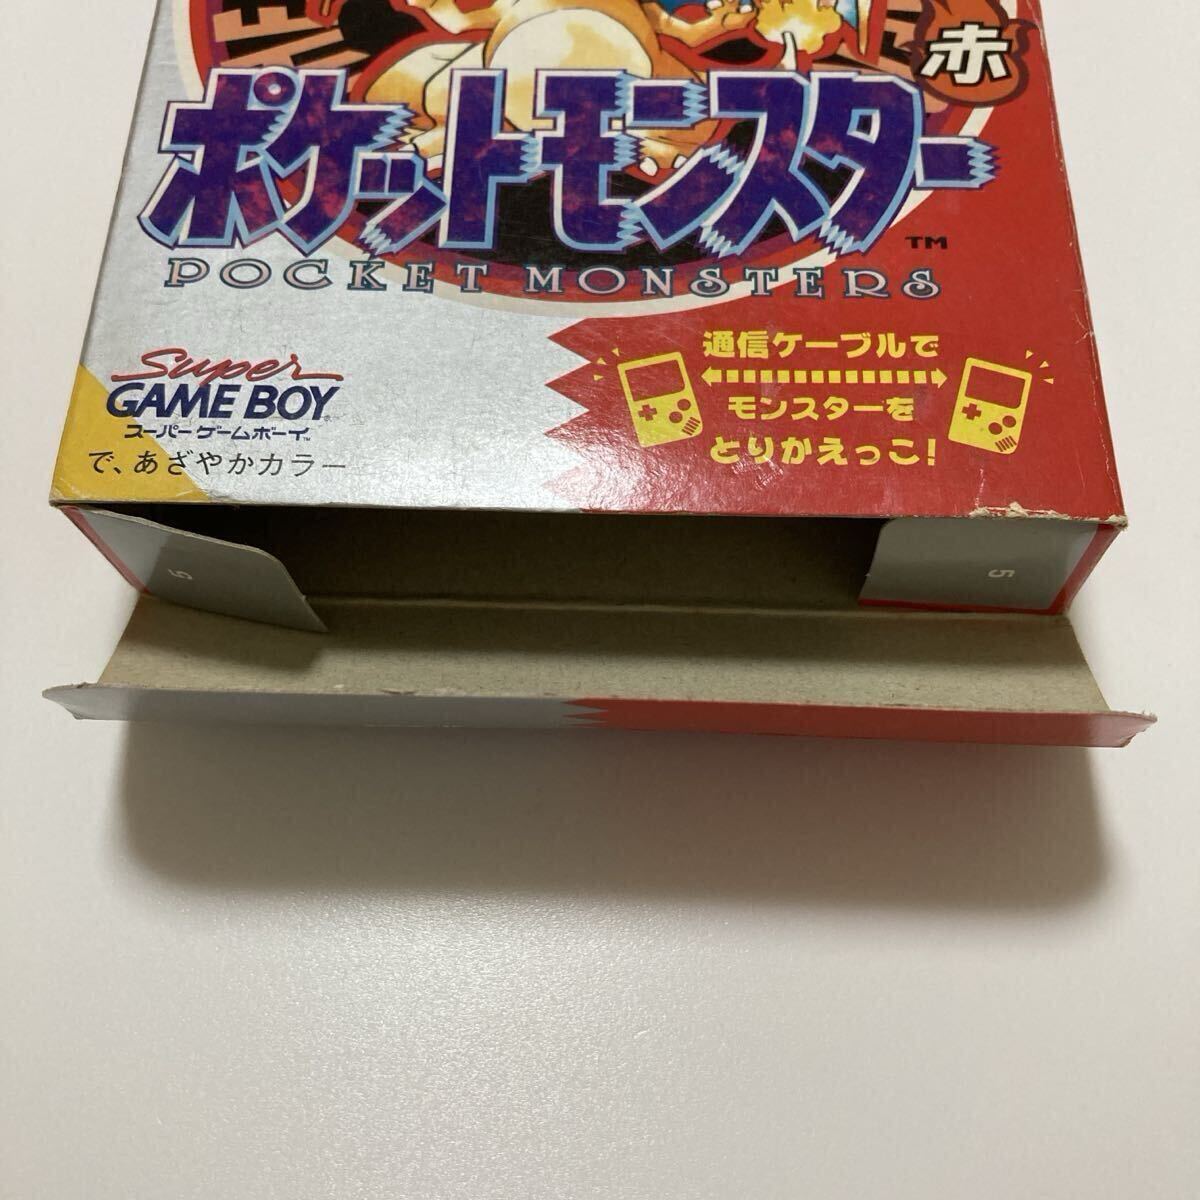 赤
ポケットモンスター
TM
POCKET MONSTERS
通信ケーブルで
モンスターを
とりかえっこ!
Super
GAME BOY
スーパーゲームボーイ
で、あざやかカラー
5
5